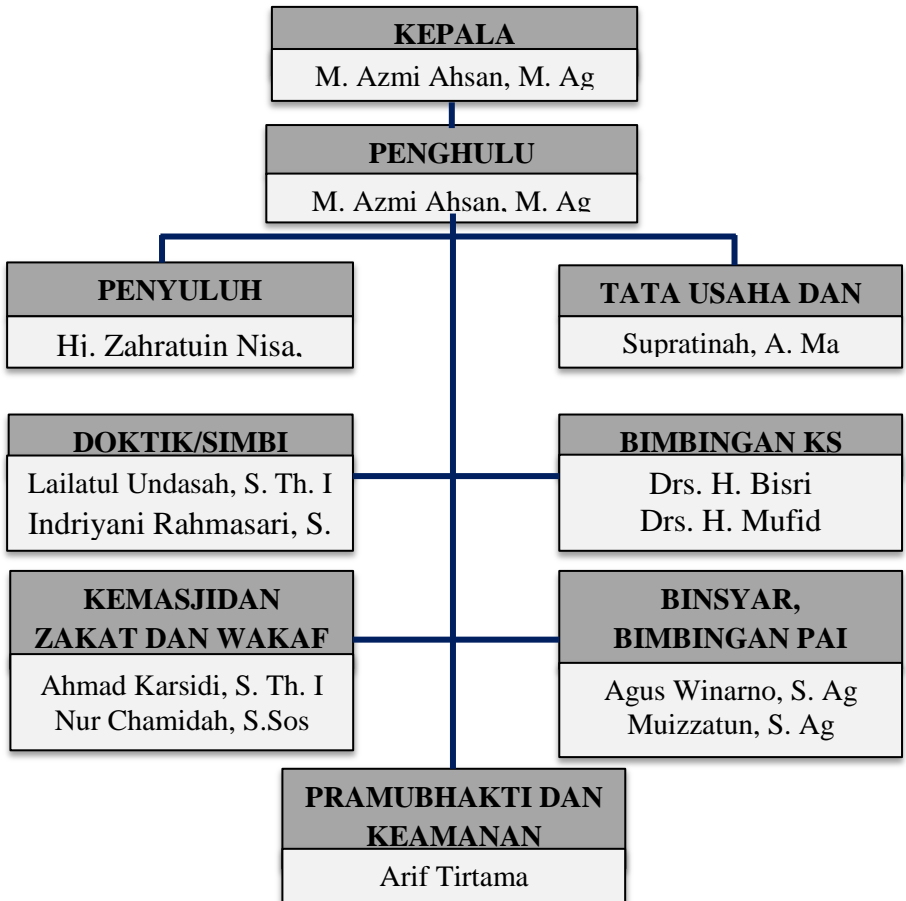 KEPALA
M. Azmi Ahsan, M. Ag
PENGHULU
M. Azmi Ahsan, M. Ag
PENYULUH
Hj. Zahratuin Nisa,
TATA USAHA DAN
Supratinah, A. Ma
DOKTIK/SIMBI
Lailatul Undasah, S. Th. I
Indriyani Rahmasari, S.
BIMBINGAN KS
Drs. H. Bisri
Drs. H. Mufid
KEMASJIDAN
ZAKAT DAN WAKAF
Ahmad Karsidi, S. Th. I
Nur Chamidah, S.Sos
BINSYAR,
BIMBINGAN PAI
Agus Winarno, S. Ag
Muizzatun, S. Ag
PRAMUBHAKTI DAN
KEAMANAN
Arif Tirtama